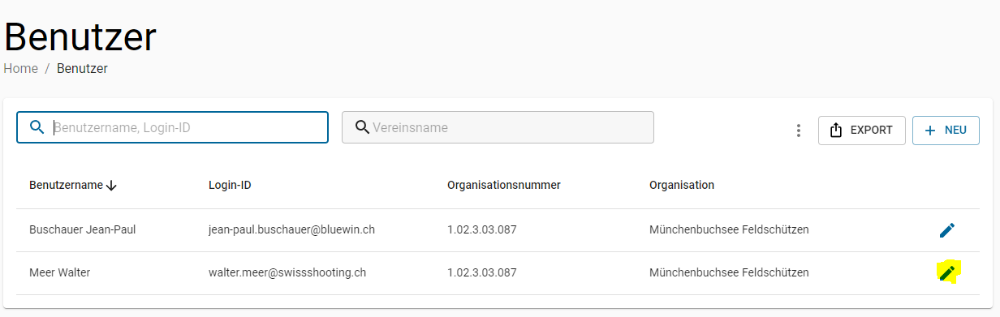 Benutzer
Home / Benutzer
Benutzername, Login-ID Vereinsname EXPORT NEU
Benutzername Login-ID Organisationsnummer Organisation
Buschauer Jean-Paul jean-paul.buschauer@bluewin.ch 1.02.3.03.087 Münchenbuchsee Feldschützen
Meer Walter walter.meer@swissshooting.ch 1.02.3.03.087 Münchenbuchsee Feldschützen